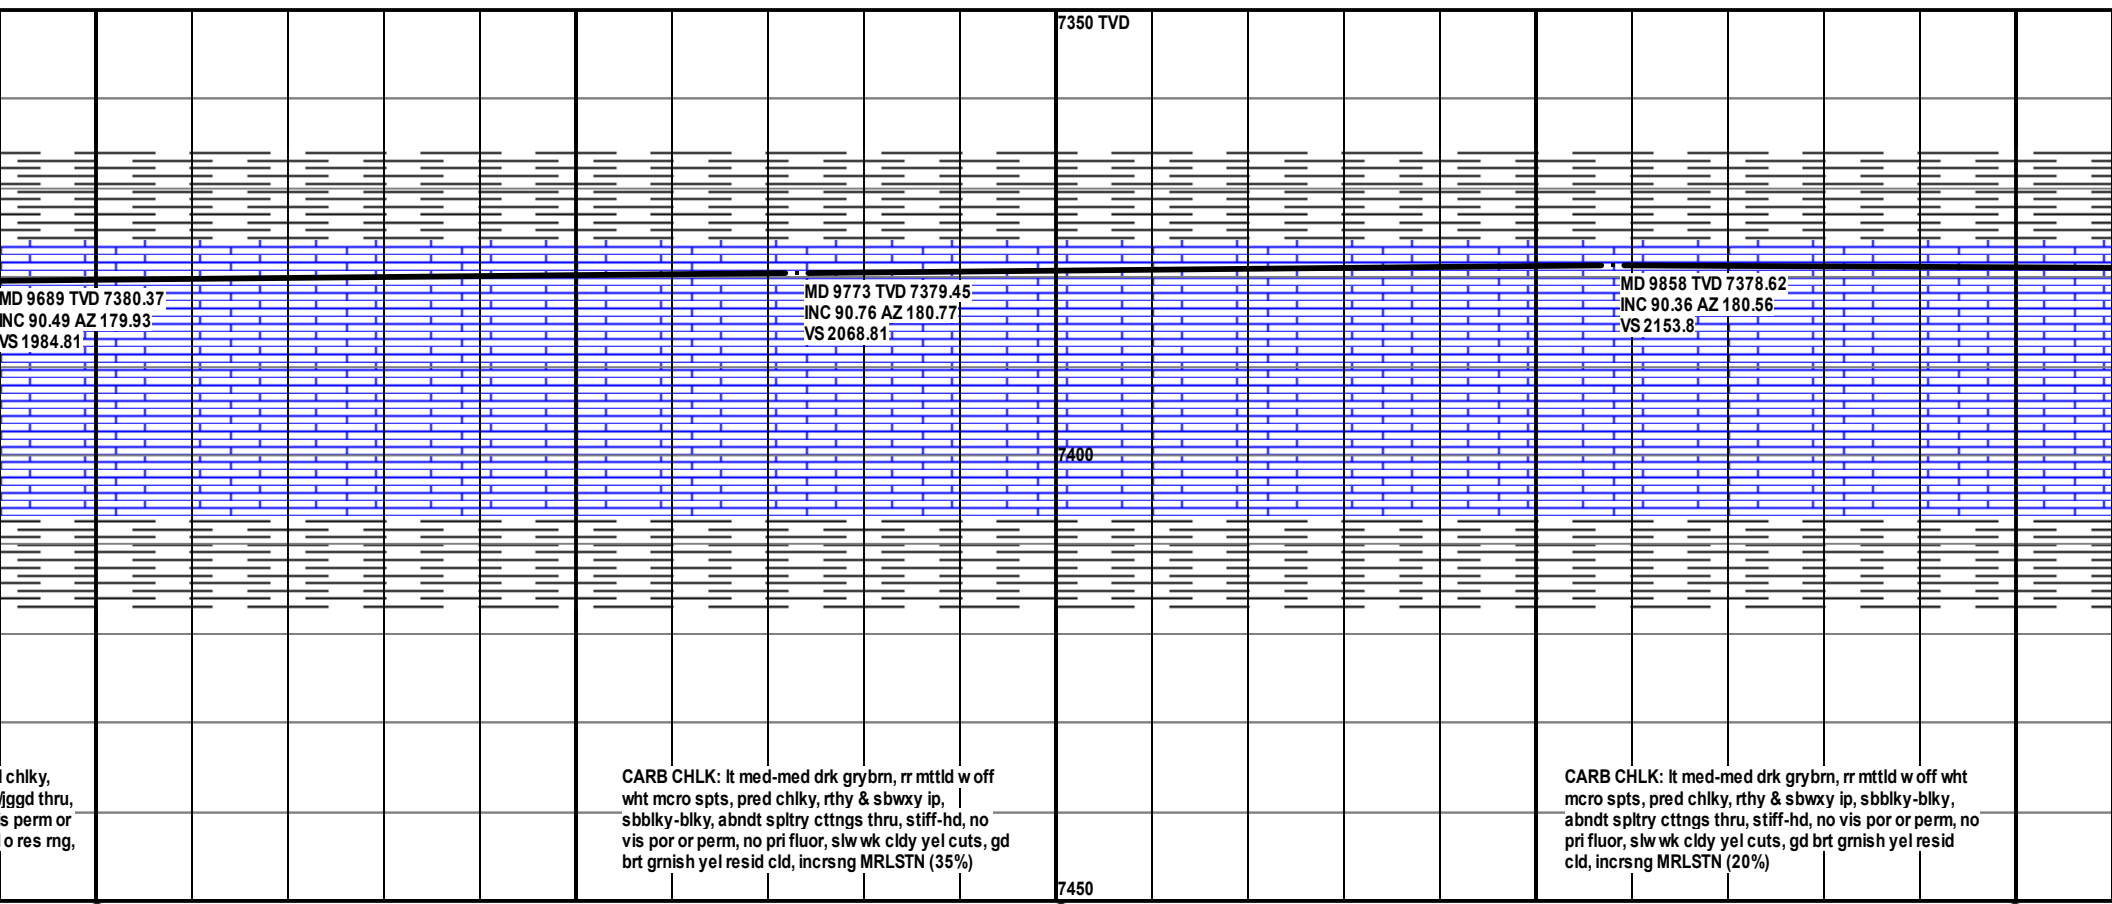 7350 TVD
MD 9689 TVD 7380.37
INC 90.49 AZ 179.93
VS 1984.81
MD 9773 TVD 7379.45
INC 90.76 AZ 180.77
VS 2068.81
MD 9858 TVD 7378.62
INC 90.36 AZ 180.56
VS 2153.8
7400
chlky,
jggd thru,
s perm or
o res rng,
CARB CHLK: lt med-med drk grybrn, rr mttld w off
wht mcro spts, pred chlky, rthy & sbwxy ip,
sbblky-blky, abndt spltry cttngs thru, stiff-hd, no
vis por or perm, no pri fluor, slw wk cldy yel cuts, gd
brt grnish yel resid cld, incrsng MRLSTN (35%)
CARB CHLK: lt med-med drk grybrn, rr mttld w off wht
mcro spts, pred chlky, rthy & sbwxy ip, sbblky-blky,
abndt spltry cttngs thru, stiff-hd, no vis por or perm, no
pri fluor, slw wk cldy yel cuts, gd brt grnish yel resid
cld, incrsng MRLSTN (20%)
7450